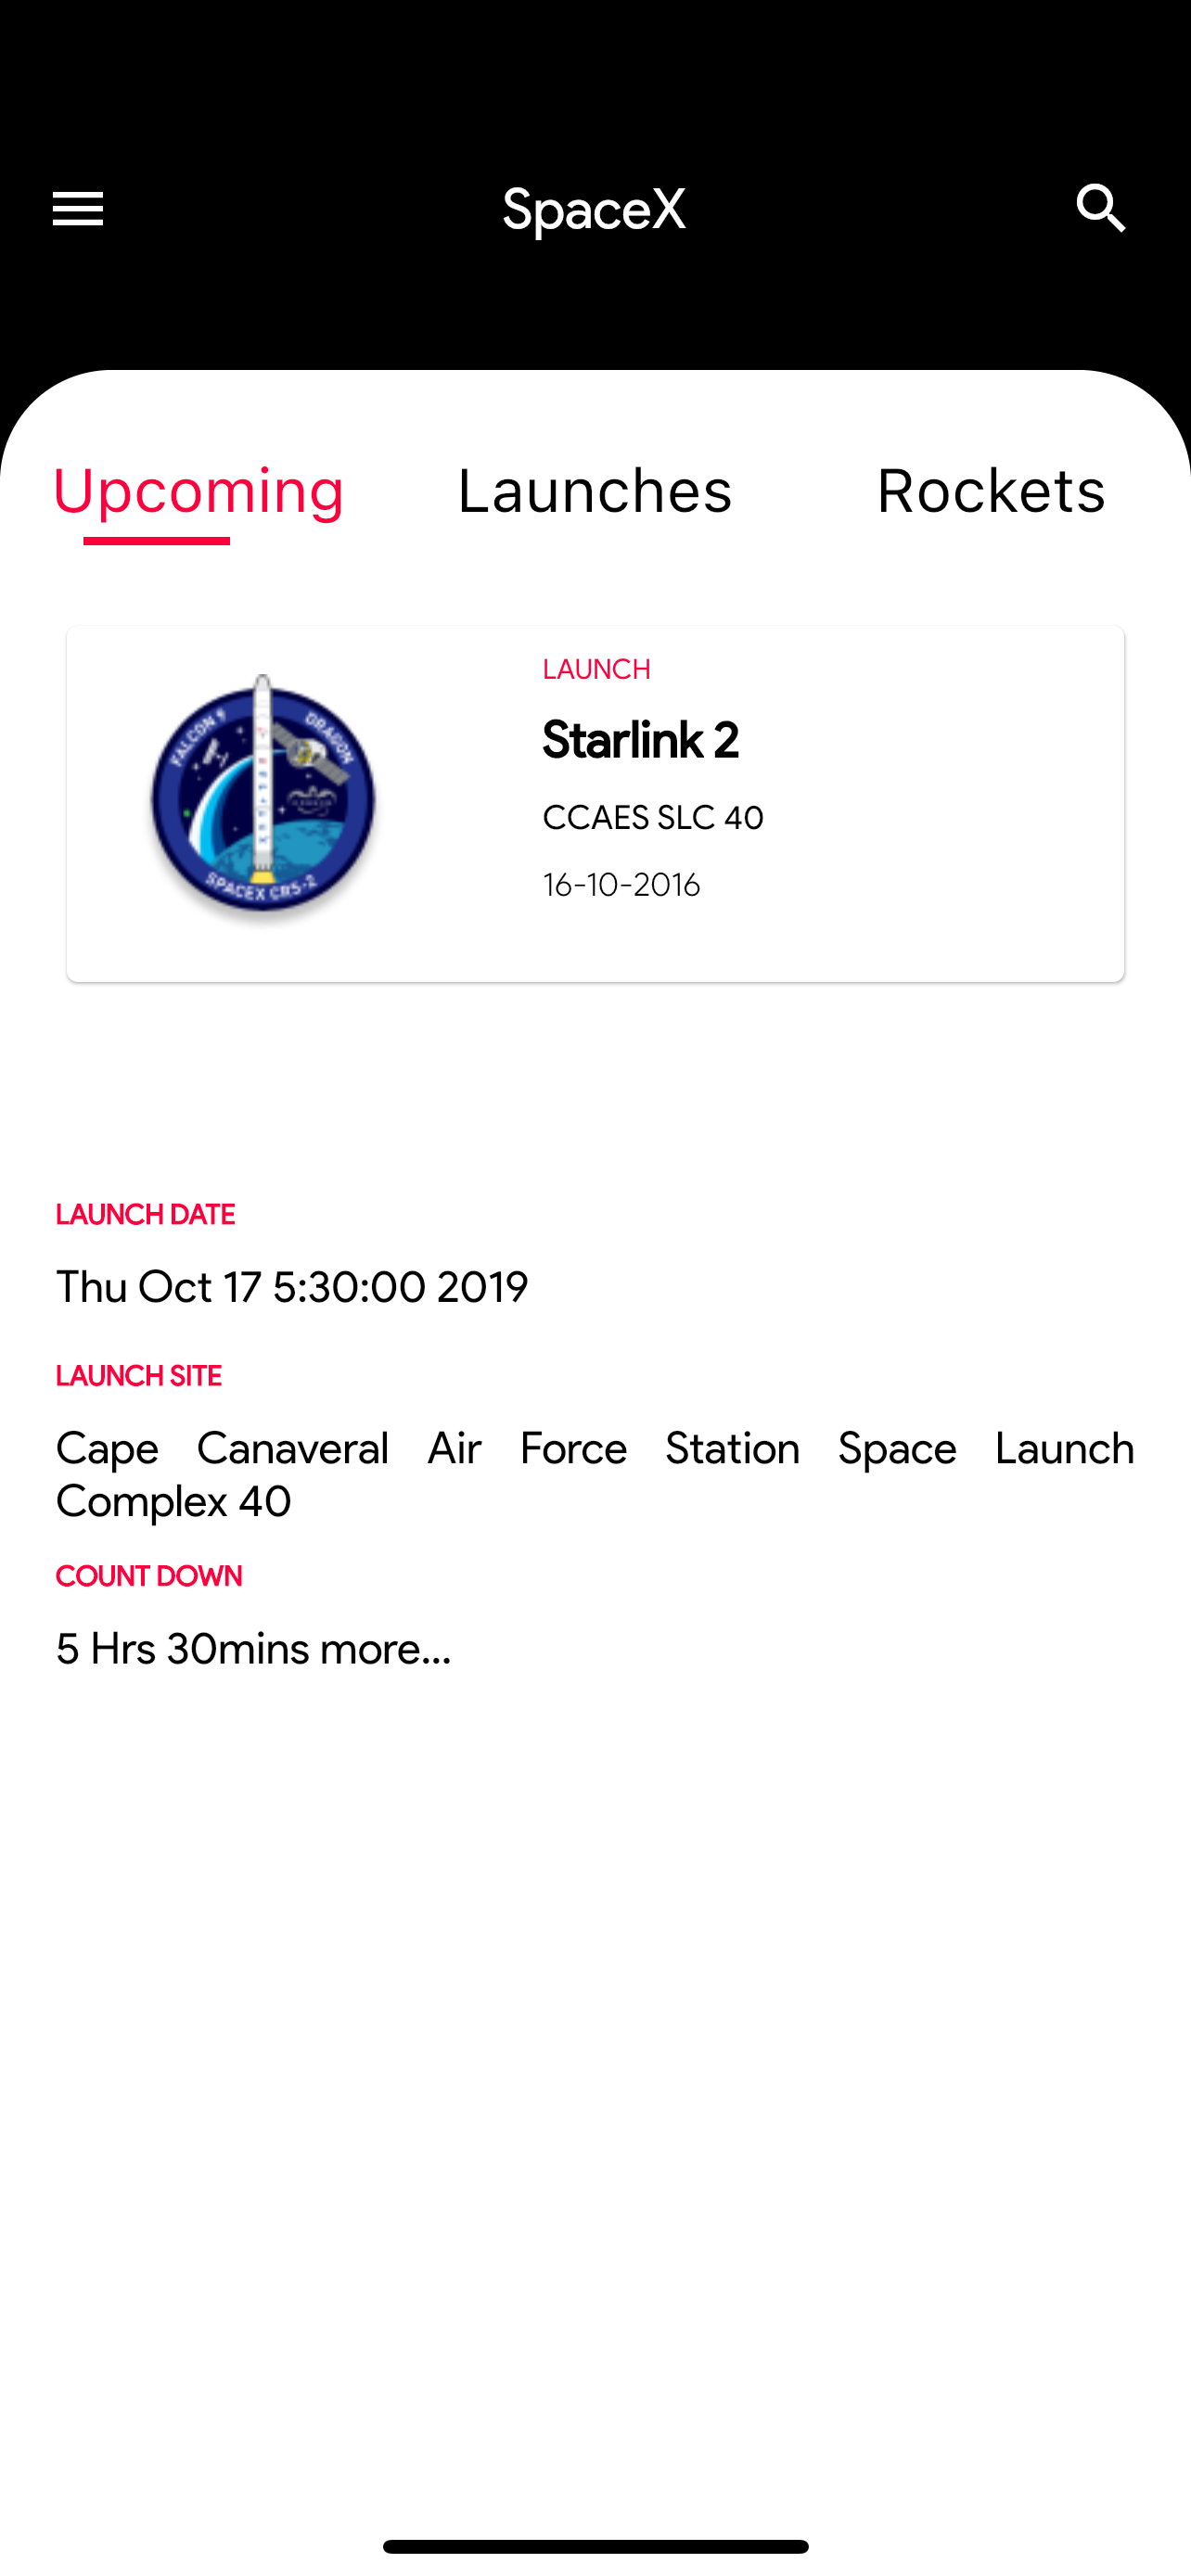 SpaceX
Upcoming Launches Rockets
LAUNCH
Starlink 2
CCAES SLC 40
16-10-2016
FALCON 9
DRAGON
SPACEX CRS-2
LAUNCH DATE
Thu Oct 17 5:30:00 2019
LAUNCH SITE
Cape Canaveral Air Force Station Space Launch
Complex 40
COUNT DOWN
5 Hrs 30mins more...